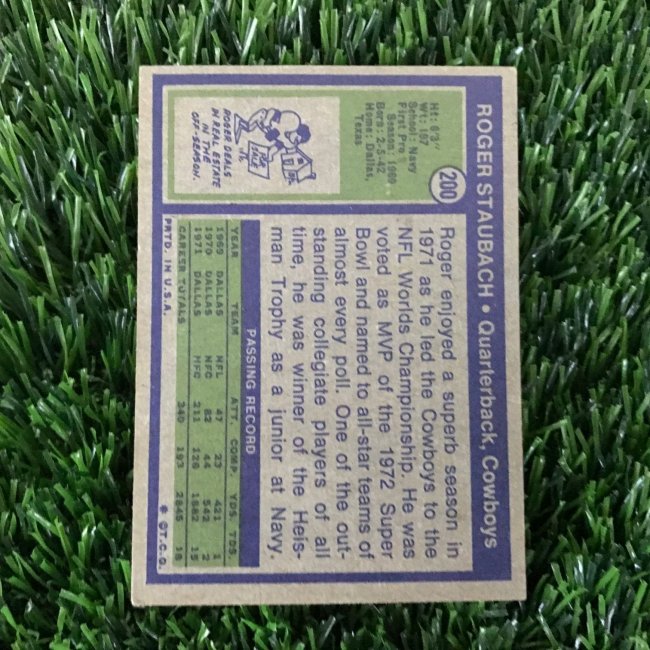 ROGER STAUBACH • Quarterback, Cowboys
200
Ht: 6'3"
Wt: 197
School: Navy
First Pro
Season: 1969
Born: 2-5-42
Home: Dallas,
Texas
ROGER DEALS
IN REAL ESTATE
IN THE
OFF-SEASON.
Roger enjoyed a superb season in
1971 as he led the Cowboys to the
NFL Worlds Championship. He was
voted as MVP of the 1972 Super
Bowl and named to all-star teams of
almost every poll. One of the out-
standing collegiate players of all
time, he was winner of the Heis-
man Trophy as a junior at Navy.
PASSING RECORD
YEAR TEAM ATT. COMP. YDS. TDS.
1969 DALLAS NFL 47 23 421 1
1970 DALLAS NFC 82 44 542 2
1971 DALLAS NFC 211 126 1882 15
CAREER TOTALS 340 193 2845 18
PRTD. IN U.S.A.
* ©T.C.G.